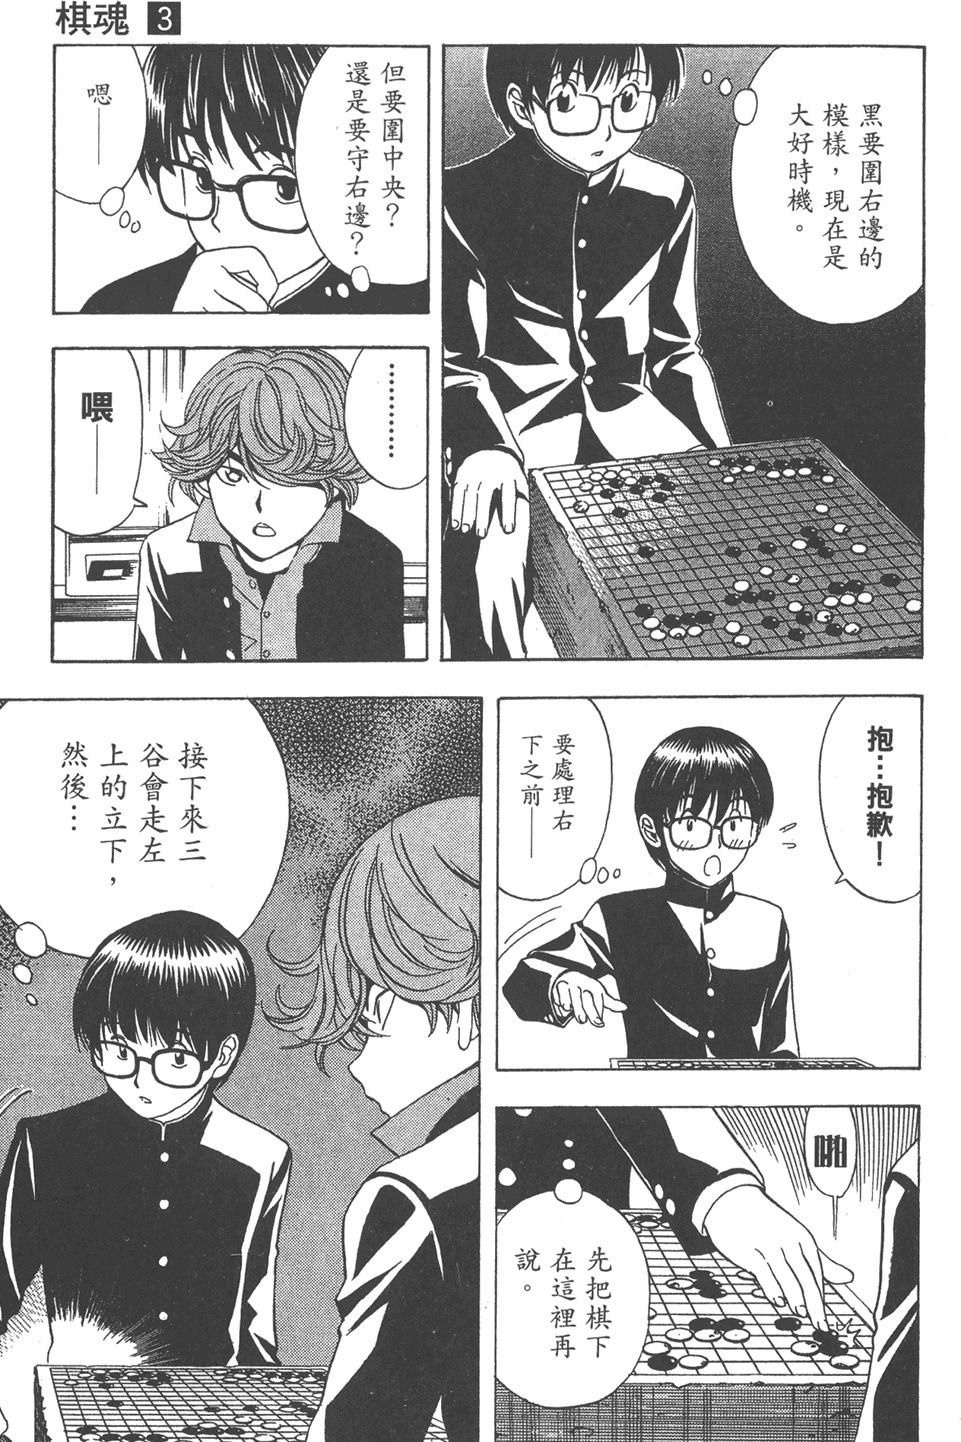 棋魂 3
黑要圍右邊的
模樣，現在是
大好時機。
但要圍中央？
還是要守右邊？
嗯——
………
喂——
抱…抱歉！
要處理右
下之前——
啪
先把棋下
在這裡再
說。
接下來三
谷會走左
上的立下，
然後…